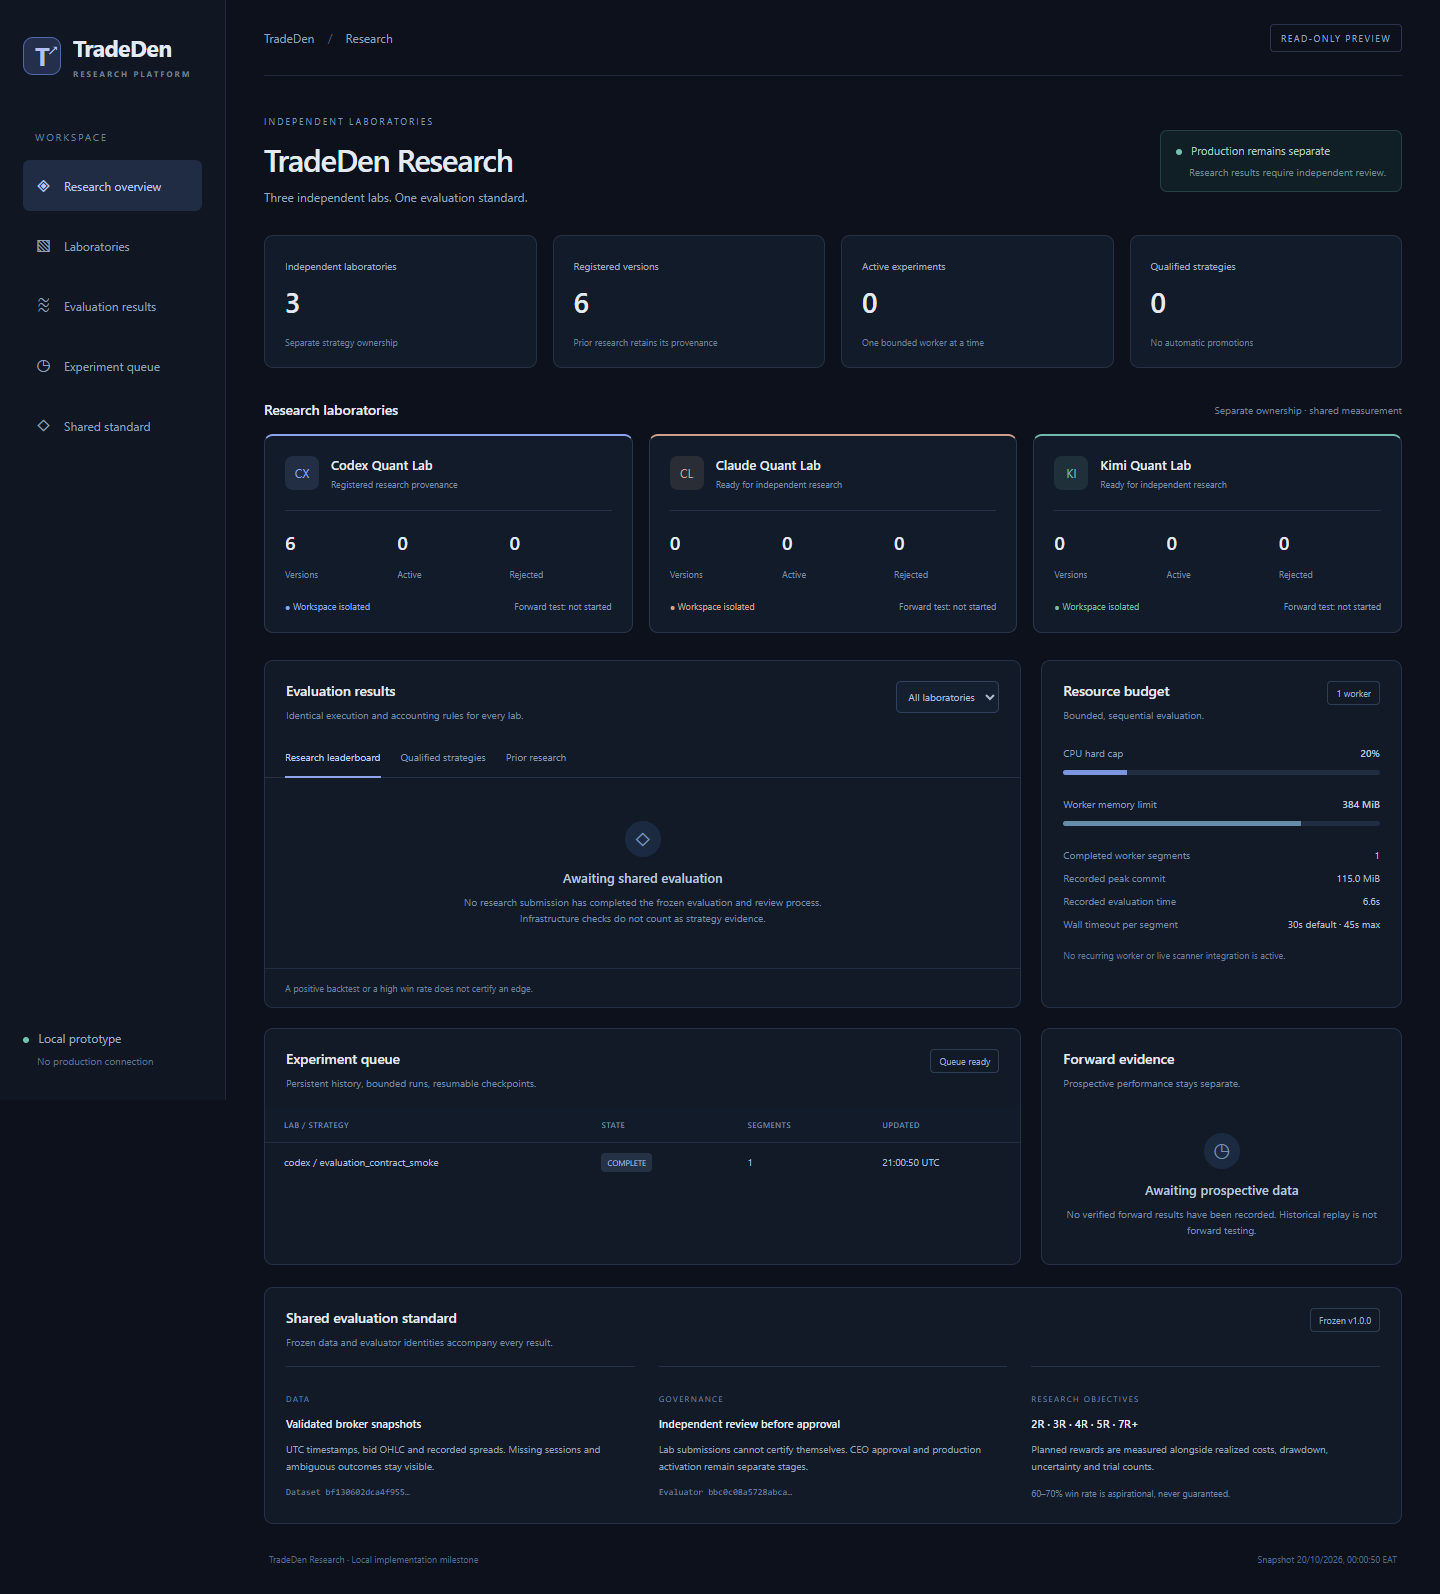 TradeDen
RESEARCH PLATFORM
WORKSPACE
Research overview
Laboratories
Evaluation results
Experiment queue
Shared standard
Local prototype
No production connection
TradeDen / Research
READ-ONLY PREVIEW
INDEPENDENT LABORATORIES
TradeDen Research
Three independent labs. One evaluation standard.
Production remains separate
Research results require independent review.
Independent laboratories
3
Separate strategy ownership
Registered versions
6
Prior research retains its provenance
Active experiments
0
One bounded worker at a time
Qualified strategies
0
No automatic promotions
Research laboratories
Separate ownership · shared measurement
CX
Codex Quant Lab
Registered research provenance
6 0 0
Versions Active Rejected
Workspace isolated
Forward test: not started
CL
Claude Quant Lab
Ready for independent research
0 0 0
Versions Active Rejected
Workspace isolated
Forward test: not started
KI
Kimi Quant Lab
Ready for independent research
0 0 0
Versions Active Rejected
Workspace isolated
Forward test: not started
Evaluation results
Identical execution and accounting rules for every lab.
All laboratories
Research leaderboard Qualified strategies Prior research
Awaiting shared evaluation
No research submission has completed the frozen evaluation and review process.
Infrastructure checks do not count as strategy evidence.
A positive backtest or a high win rate does not certify an edge.
Resource budget
1 worker
Bounded, sequential evaluation.
CPU hard cap 20%
Worker memory limit 384 MiB
Completed worker segments 1
Recorded peak commit 115.0 MiB
Recorded evaluation time 6.6s
Wall timeout per segment 30s default · 45s max
No recurring worker or live scanner integration is active.
Experiment queue
Queue ready
Persistent history, bounded runs, resumable checkpoints.
LAB / STRATEGY STATE SEGMENTS UPDATED
codex / evaluation_contract_smoke COMPLETE 1 21:00:50 UTC
Forward evidence
Prospective performance stays separate.
Awaiting prospective data
No verified forward results have been recorded. Historical replay is not
forward testing.
Shared evaluation standard
Frozen v1.0.0
Frozen data and evaluator identities accompany every result.
DATA
Validated broker snapshots
UTC timestamps, bid OHLC and recorded spreads. Missing sessions and
ambiguous outcomes stay visible.
Dataset bf130602dca4f955…
GOVERNANCE
Independent review before approval
Lab submissions cannot certify themselves. CEO approval and production
activation remain separate stages.
Evaluator bbc0c08a5728abca…
RESEARCH OBJECTIVES
2R · 3R · 4R · 5R · 7R+
Planned rewards are measured alongside realized costs, drawdown,
uncertainty and trial counts.
60–70% win rate is aspirational, never guaranteed.
TradeDen Research · Local implementation milestone
Snapshot 20/10/2026, 00:00:50 EAT